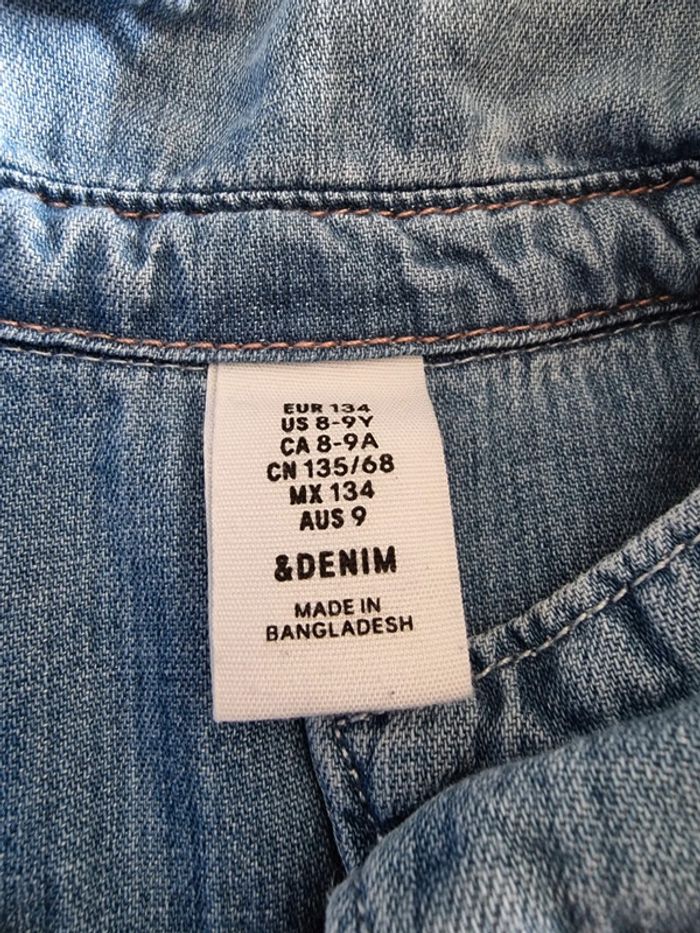 EUR 134
US 8-9Y
CA 8-9A
CN 135/68
MX 134
AUS 9
&DENIM
MADE IN
BANGLADESH